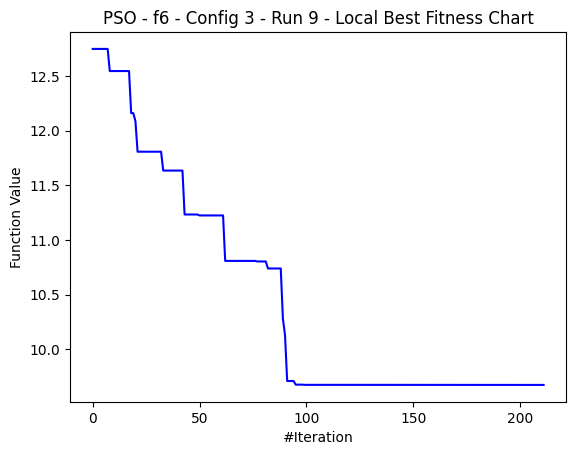 PSO - f6 - Config 3 - Run 9 - Local Best Fitness Chart
Function Value
12.5
12.0
11.5
11.0
10.5
10.0
0 50 100 150 200
#Iteration